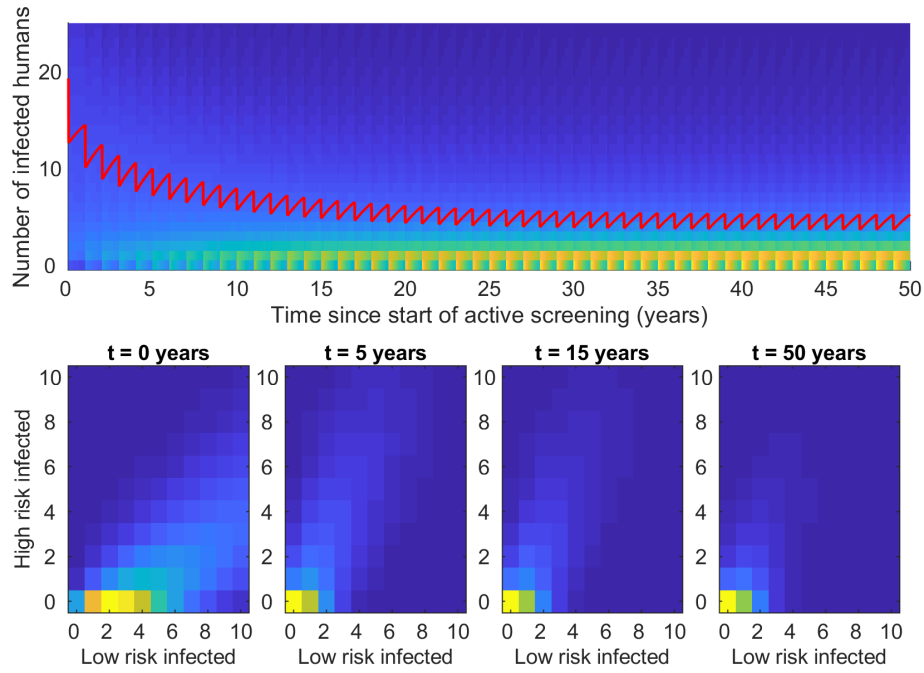 Number of infected humans
20
10
0
0 5 10 15 20 25 30 35 40 45 50
Time since start of active screening (years)
t = 0 years t = 5 years t = 15 years t = 50 years
High risk infected
10 10 10 10
8 8 8 8
6 6 6 6
4 4 4 4
2 2 2 2
0 0 0 0
0 2 4 6 8 10 0 2 4 6 8 10 0 2 4 6 8 10 0 2 4 6 8 10
Low risk infected Low risk infected Low risk infected Low risk infected